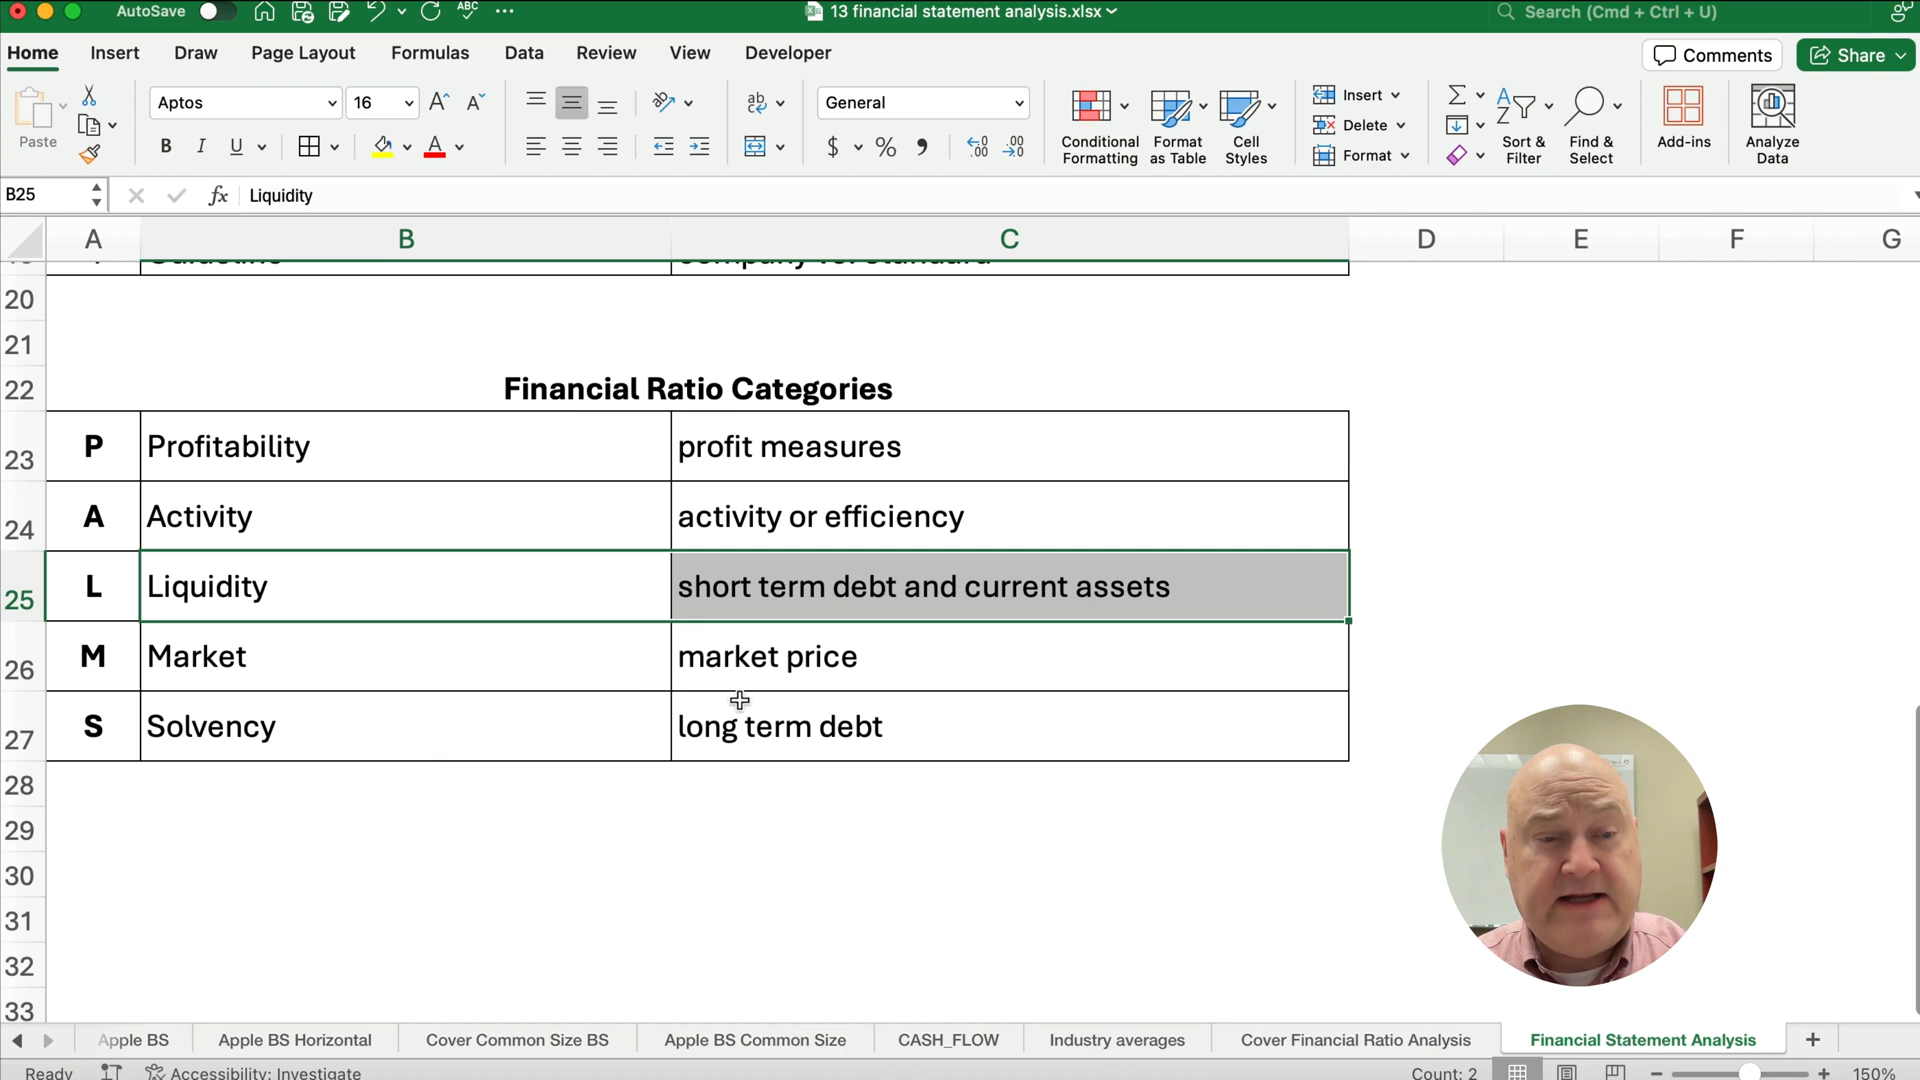 AutoSave
ABC
13 financial statement analysis.xlsx
Search (Cmd + Ctrl + U)
Home Insert Draw Page Layout Formulas Data Review View Developer
Comments
Share
Paste
Aptos
16
General
Conditional Formatting
Format as Table
Cell Styles
Insert
Delete
Format
Sort & Filter
Find & Select
Add-ins
Analyze Data
B25
fx Liquidity
A B C D E F G
20
21
22 Financial Ratio Categories
23 P Profitability profit measures
24 A Activity activity or efficiency
25 L Liquidity short term debt and current assets
26 M Market market price
27 S Solvency long term debt
28
29
30
31
32
33
Apple BS Apple BS Horizontal Cover Common Size BS Apple BS Common Size CASH_FLOW Industry averages Cover Financial Ratio Analysis Financial Statement Analysis
Ready Accessibility: Investigate Count: 2 150%